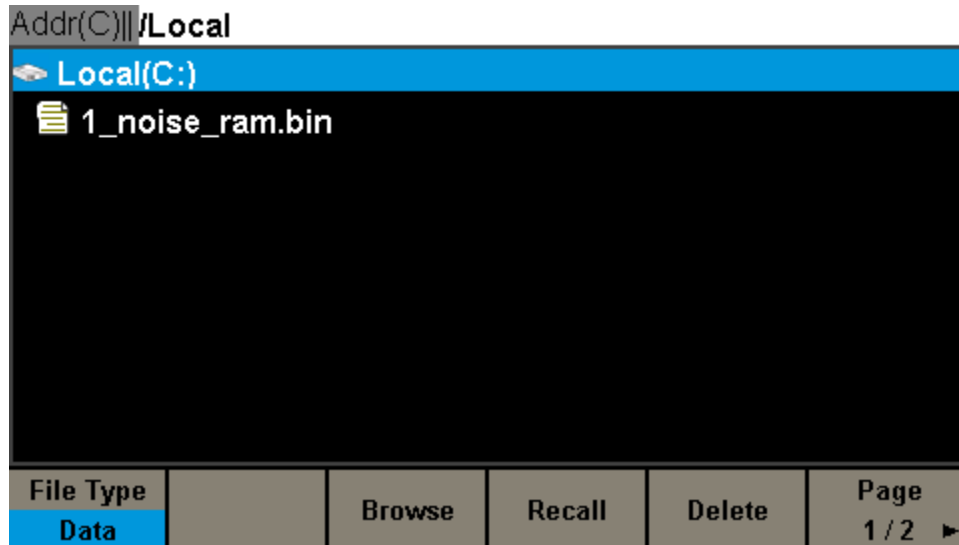 Addr(C)|| /Local
Local(C:)
1_noise_ram.bin
File Type
Data
Browse
Recall
Delete
Page
1 / 2 ►